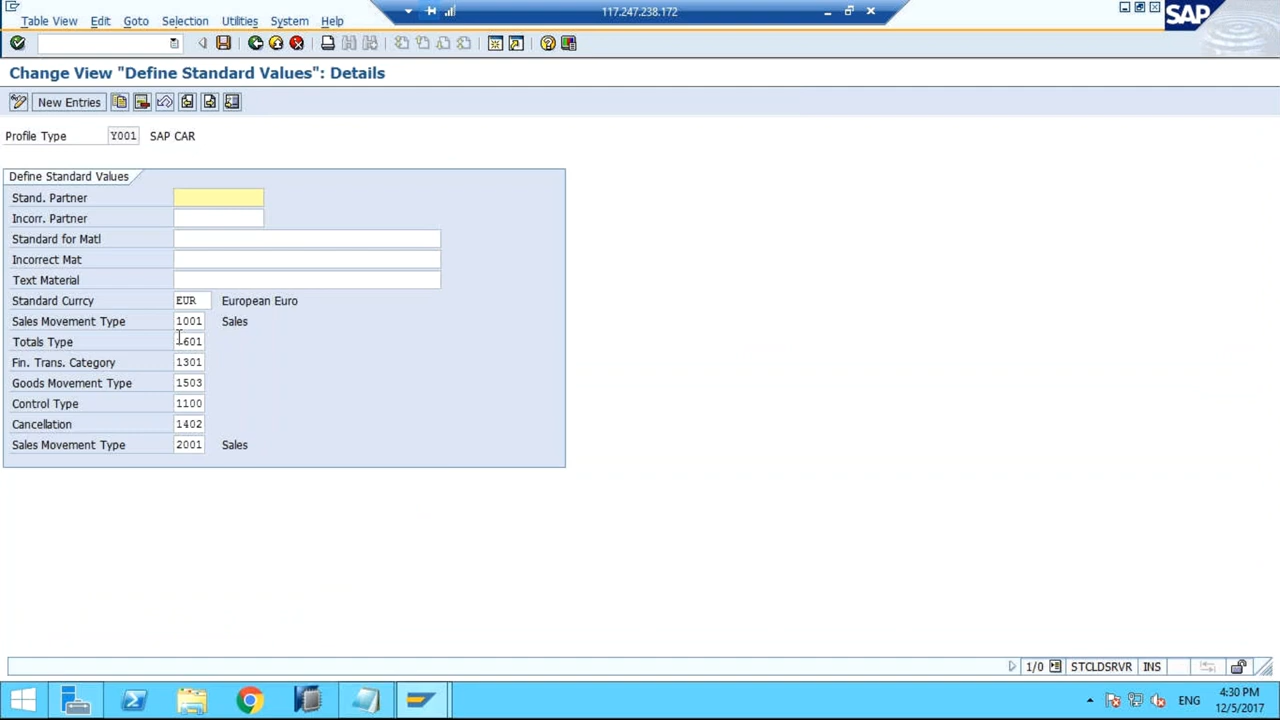 117.247.238.172
Table View Edit Goto Selection Utilities System Help
SAP
Change View "Define Standard Values": Details
New Entries
Profile Type Y001 SAP CAR
Define Standard Values
Stand. Partner
Incorr. Partner
Standard for Matl
Incorrect Mat
Text Material
Standard Currcy EUR European Euro
Sales Movement Type 1001 Sales
Totals Type 601
Fin. Trans. Category 1301
Goods Movement Type 1503
Control Type 1100
Cancellation 1402
Sales Movement Type 2001 Sales
1/0 STCLDSRVR INS
ENG
4:30 PM
12/5/2017